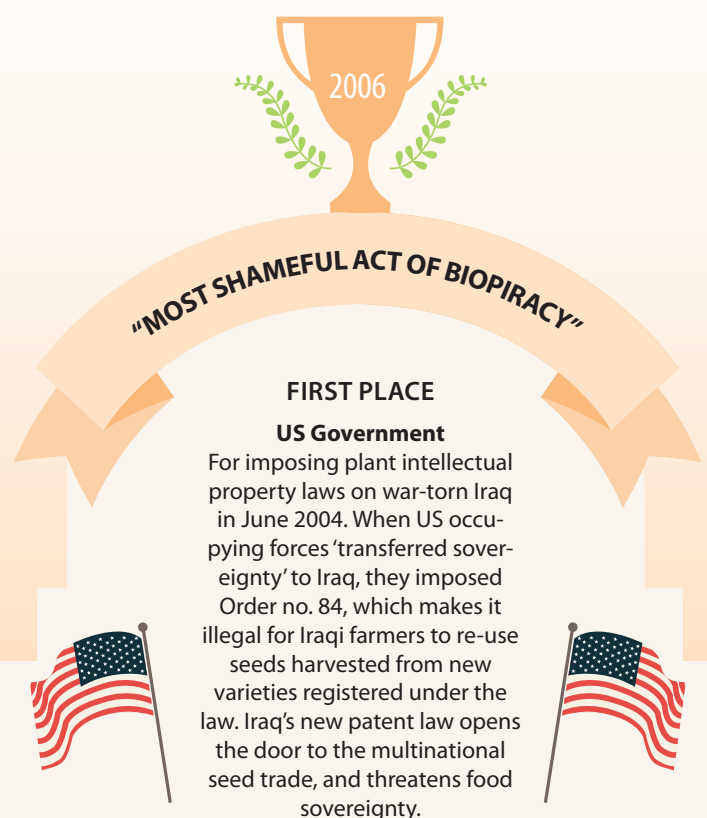 2006
“MOST SHAMEFUL ACT OF BIOPIRACY”
FIRST PLACE
US Government
For imposing plant intellectual
property laws on war-torn Iraq
in June 2004. When US occu-
pying forces ‘transferred sover-
eignty’ to Iraq, they imposed
Order no. 84, which makes it
illegal for Iraqi farmers to re-use
seeds harvested from new
varieties registered under the
law. Iraq’s new patent law opens
the door to the multinational
seed trade, and threatens food
sovereignty.